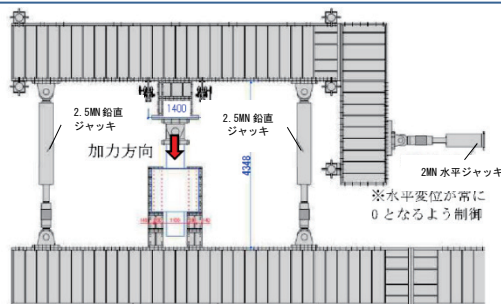 2.5MN 鉛直
ジャッキ
1400
2.5MN 鉛直
ジャッキ
加力方向
4348
2MN 水平ジャッキ
※水平変位が常に
0となるよう制御